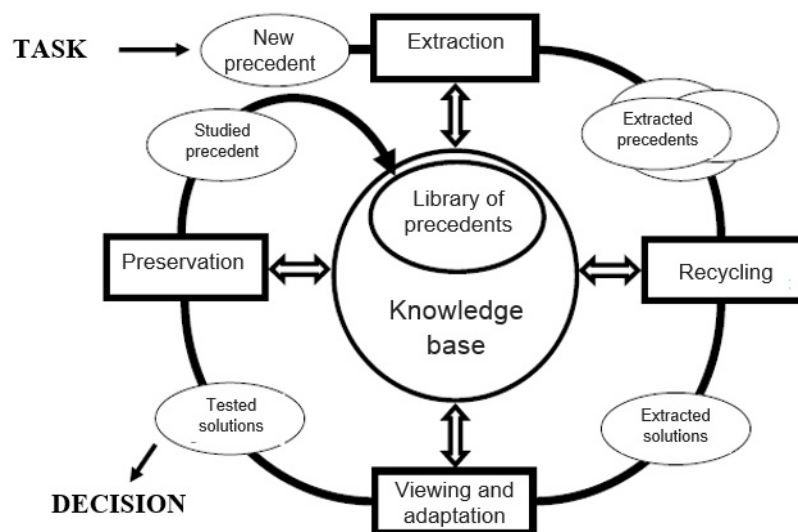 TASK
New
precedent
Extraction
Studied
precedent
Extracted
precedents
Library of
precedents
Preservation
Recycling
Knowledge
base
Tested
solutions
Extracted
solutions
DECISION
Viewing and
adaptation